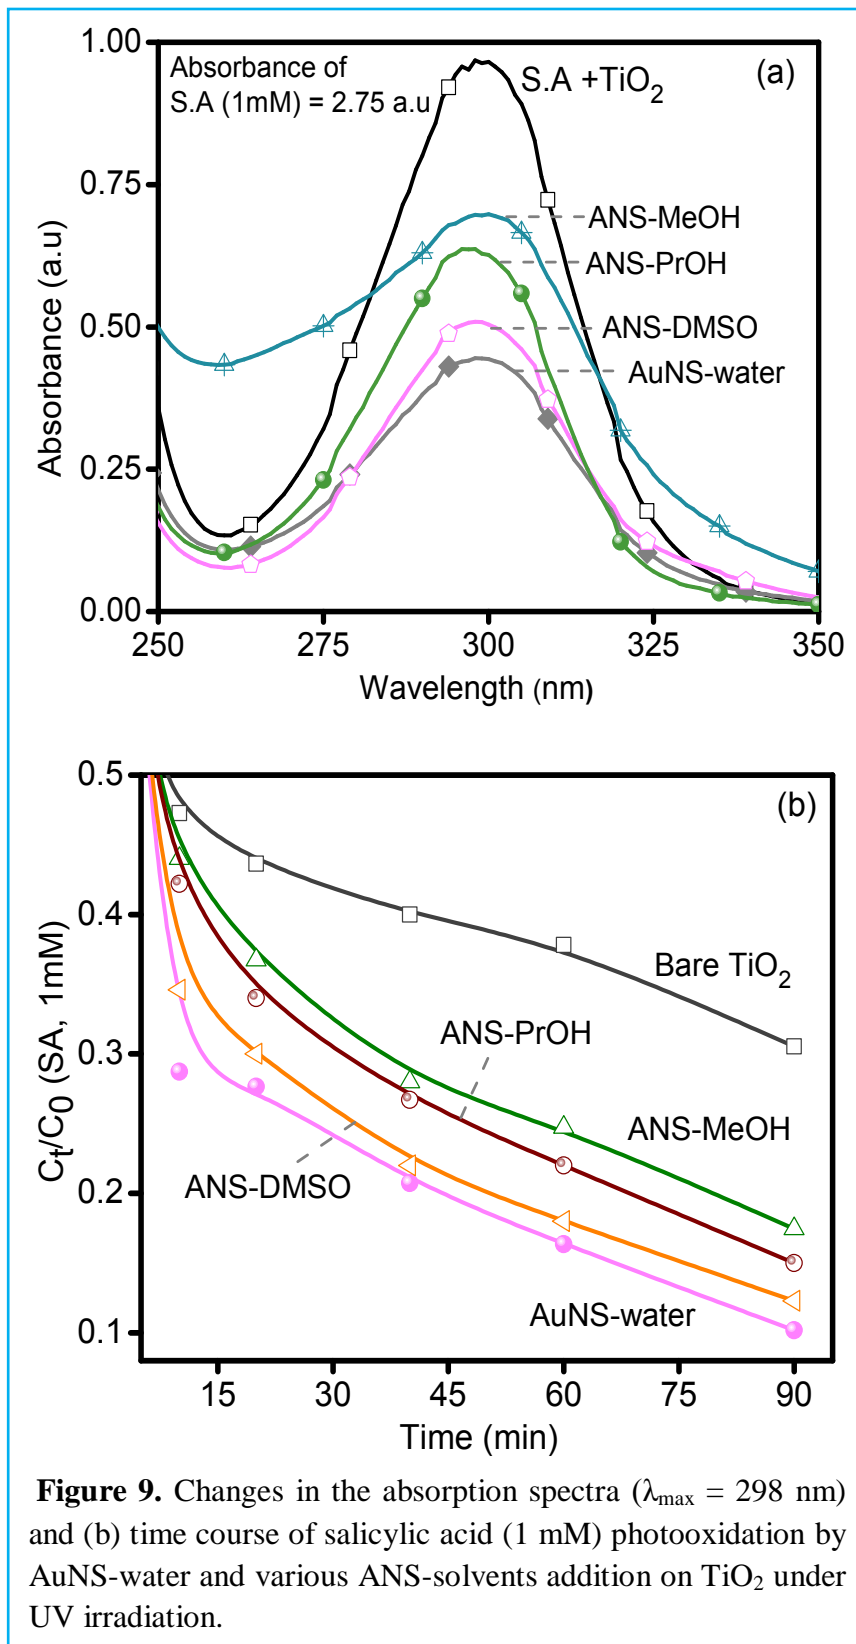 1.00
0.75
0.50
0.25
0.00
Absorbance (a.u)
Absorbance of
S.A (1mM) = 2.75 a.u
S.A +TiO₂
(a)
ANS-MeOH
ANS-PrOH
ANS-DMSO
AuNS-water
250 275 300 325 350
Wavelength (nm)
0.5
0.4
0.3
0.2
0.1
Cₜ/C₀ (SA, 1mM)
(b)
Bare TiO₂
ANS-PrOH
ANS-MeOH
ANS-DMSO
AuNS-water
15 30 45 60 75 90
Time (min)
Figure 9. Changes in the absorption spectra (λmax = 298 nm)
and (b) time course of salicylic acid (1 mM) photooxidation by
AuNS-water and various ANS-solvents addition on TiO₂ under
UV irradiation.